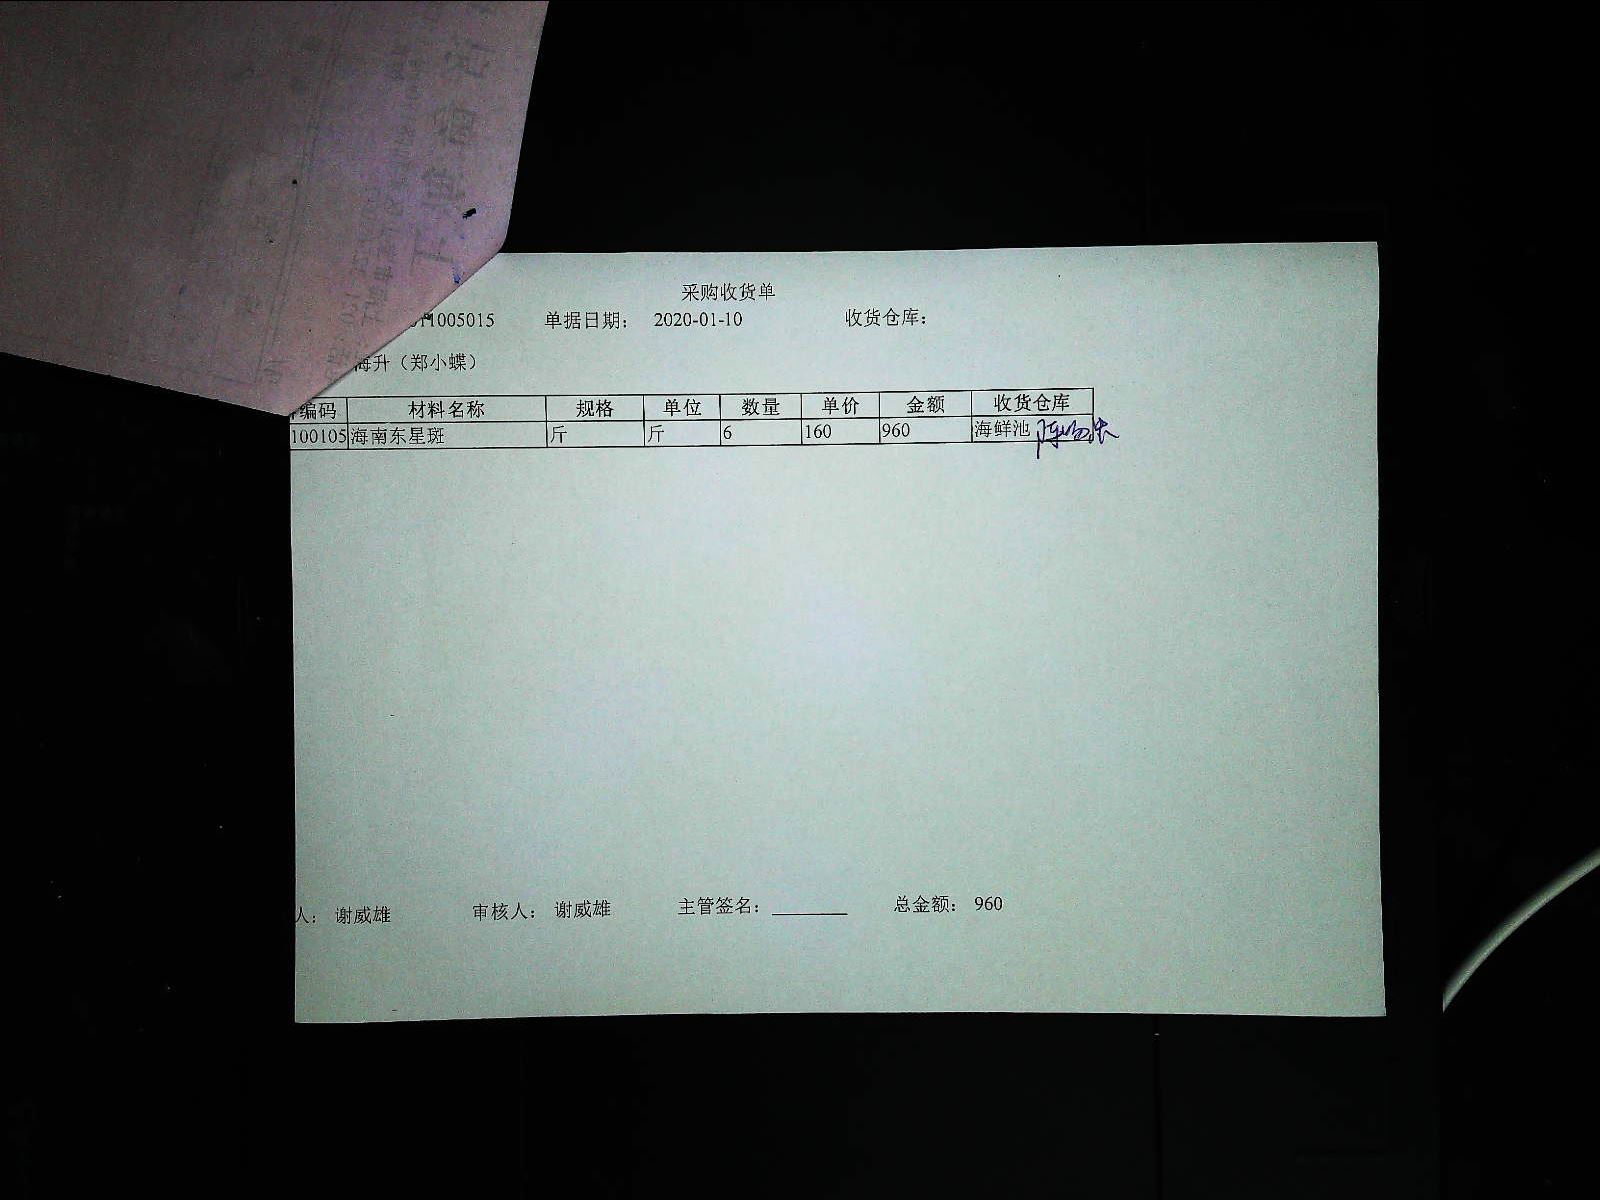 采购收货单
1005015 单据日期： 2020-01-10 收货仓库：
海升（郑小蝶）
编码 材料名称 规格 单位 数量 单价 金额 收货仓库
100105 海南东星斑 斤 斤 6 160 960 海鲜池
人： 谢威雄 审核人： 谢威雄 主管签名： 总金额： 960